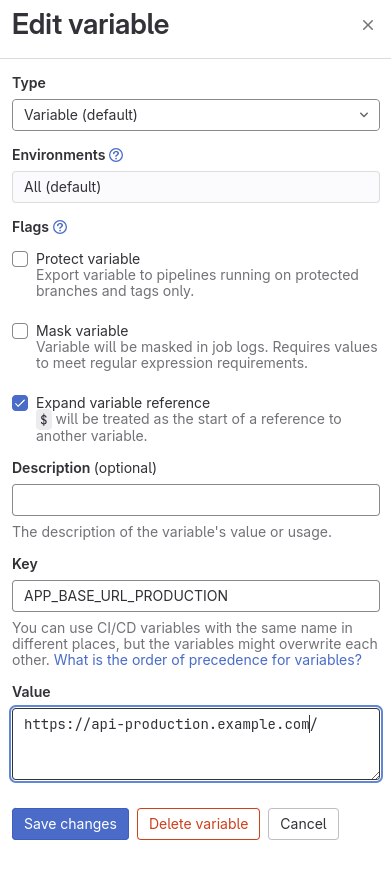 Edit variable
Type
Variable (default)
Environments
All (default)
Flags
Protect variable
Export variable to pipelines running on protected
branches and tags only.
Mask variable
Variable will be masked in job logs. Requires values
to meet regular expression requirements.
Expand variable reference
$ will be treated as the start of a reference to
another variable.
Description (optional)
The description of the variable's value or usage.
Key
APP_BASE_URL_PRODUCTION
You can use CI/CD variables with the same name in
different places, but the variables might overwrite each
other. What is the order of precedence for variables?
Value
https://api-production.example.com/
Save changes Delete variable Cancel